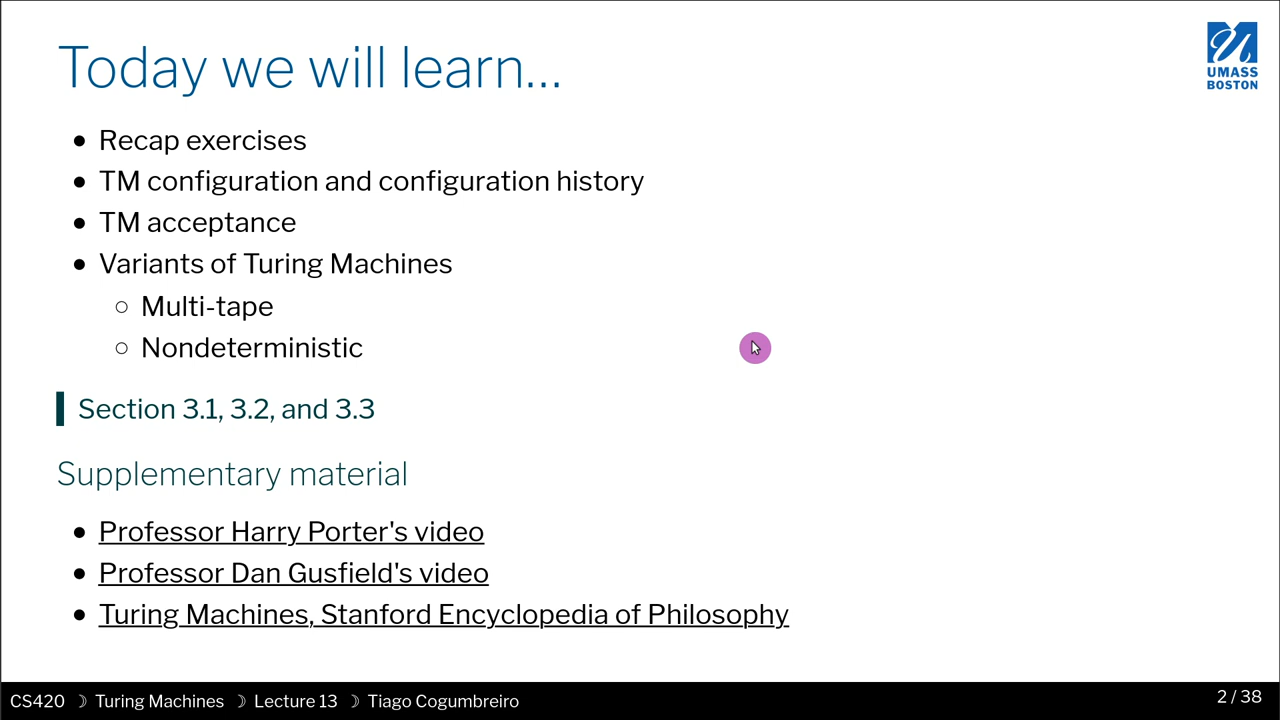 Today we will learn...
UMASS
BOSTON
• Recap exercises
• TM configuration and configuration history
• TM acceptance
• Variants of Turing Machines
○ Multi-tape
○ Nondeterministic
Section 3.1, 3.2, and 3.3
Supplementary material
• Professor Harry Porter's video
• Professor Dan Gusfield's video
• Turing Machines, Stanford Encyclopedia of Philosophy
CS420 ☽ Turing Machines ☽ Lecture 13 ☽ Tiago Cogumbreiro
2 / 38